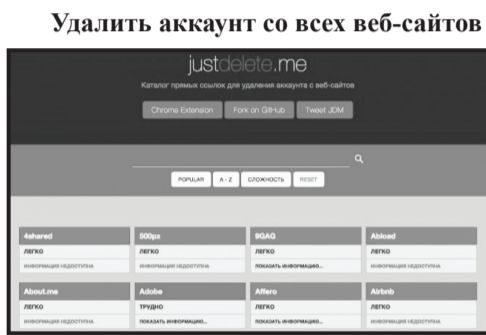 Удалить аккаунт со всех веб-сайтов
justdelete.me
Каталог прямых ссылок для удаления аккаунта с веб-сайтов
Chrome Extension Fork on GitHub Tweet JDM
POPULAR A - Z СЛОЖНОСТЬ RESET
4shared 500px 9GAG Abload
ЛЕГКО ЛЕГКО ЛЕГКО ЛЕГКО
ИНФОРМАЦИЯ НЕДОСТУПНА ИНФОРМАЦИЯ НЕДОСТУПНА ПОКАЗАТЬ ИНФОРМАЦИЮ... ИНФОРМАЦИЯ НЕДОСТУПНА
About.me Adobe Affero Airbnb
ЛЕГКО ТРУДНО ЛЕГКО ЛЕГКО
ИНФОРМАЦИЯ НЕДОСТУПНА ПОКАЗАТЬ ИНФОРМАЦИЮ... ПОКАЗАТЬ ИНФОРМАЦИЮ... ПОКАЗАТЬ ИНФОРМАЦИЮ...